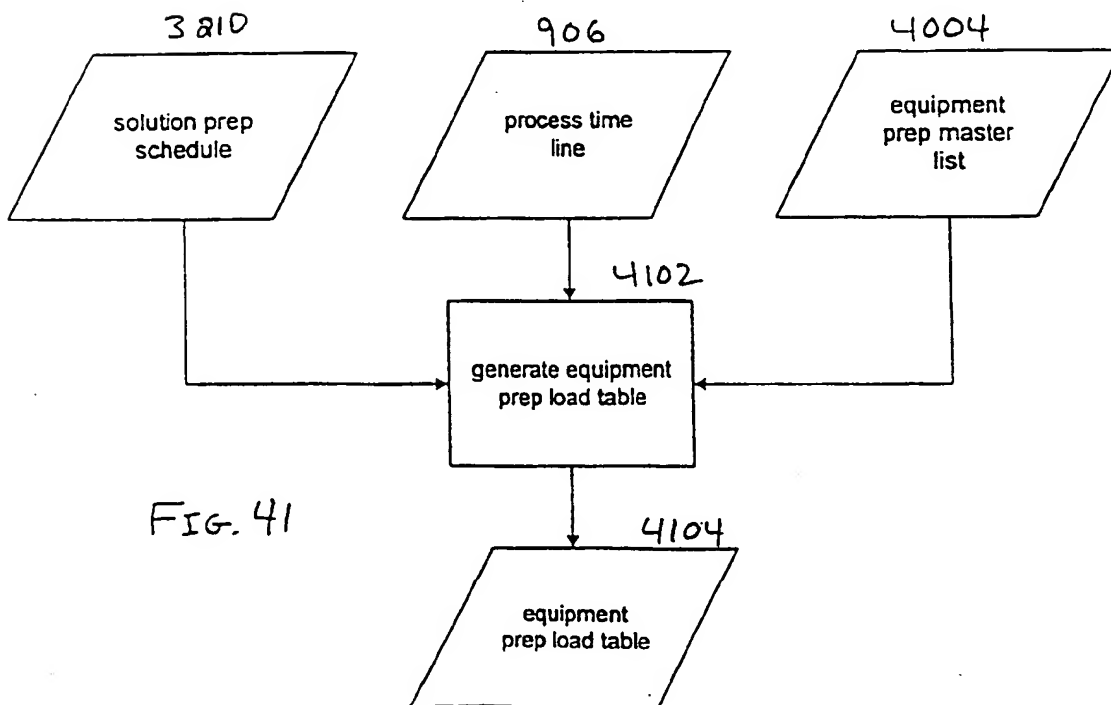 3210
906
4004
solution prep
schedule
process time
line
equipment
prep master
list
4102
generate equipment
prep load table
FIG. 41
4104
equipment
prep load table